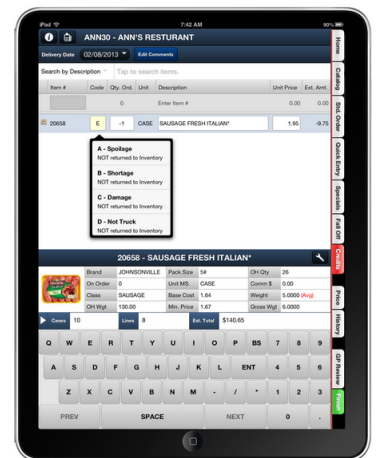 iPad 7:42 AM 90%
ANN30 - ANN'S RESTURANT
Delivery Date 02/08/2013 Edit Comments
Search by Description Tap to search items.
Item # Code Qty. Ord. Unit Description Unit Price Ext. Amt.
0 Enter Item # 0.00 0.00
20658 E -1 CASE SAUSAGE FRESH ITALIAN* 1.95 -9.75
A - Spoilage
NOT returned to Inventory
B - Shortage
NOT returned to Inventory
C - Damage
NOT returned to Inventory
D - Not Truck
NOT returned to Inventory
20658 - SAUSAGE FRESH ITALIAN*
Brand JOHNSONVILLE Pack Size 5# OH Qty 26
On Order 0 Unit MS. CASE Comm $ 0.00
Class SAUSAGE Base Cost 1.64 Weight 5.0000 (Avg)
OH Wgt 130.00 Min. Price 1.67 Gross Wgt 6.0000
Cases 10 Lines 8 Est. Total $140.65
Q W E R T Y U I O P BS 7 8 9
A S D F G H J K L ENT 4 5 6
Z X C V B N M - / * 1 2 3
PREV SPACE NEXT 0 .
Home
Catalog
Std. Order
Quick Entry
Specials
Fall Off
Credits
Price
History
GP Review
Finish